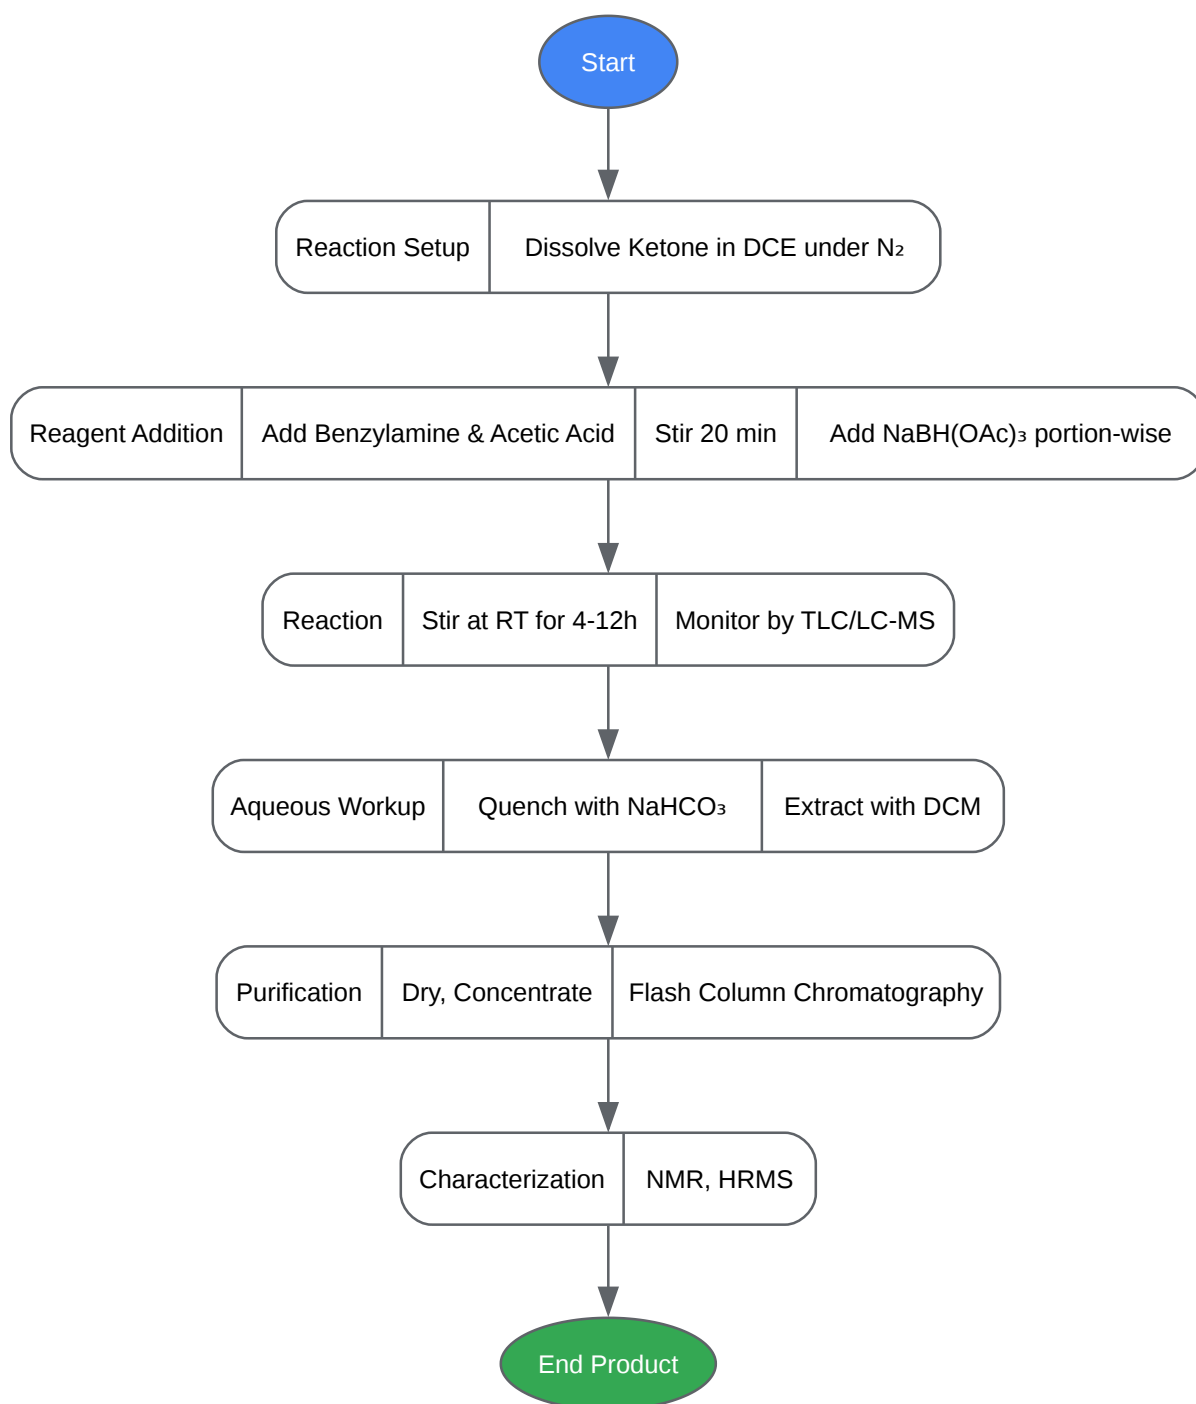 Start
Reaction Setup
Dissolve Ketone in DCE under N₂
Reagent Addition
Add Benzylamine & Acetic Acid
Stir 20 min
Add NaBH(OAc)₃ portion-wise
Reaction
Stir at RT for 4-12h
Monitor by TLC/LC-MS
Aqueous Workup
Quench with NaHCO₃
Extract with DCM
Purification
Dry, Concentrate
Flash Column Chromatography
Characterization
NMR, HRMS
End Product